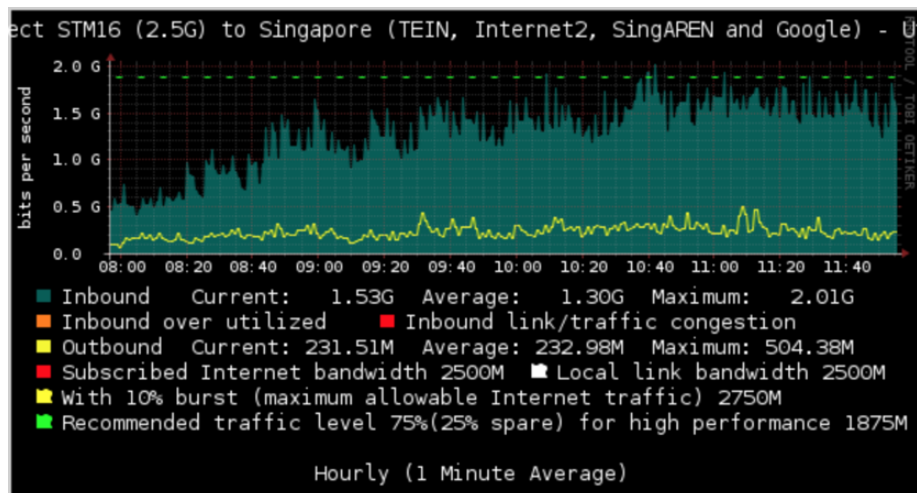 ect STM16 (2.5G) to Singapore (TEIN, Internet2, SingAREN and Google) -
2.0 G
1.5 G
1.0 G
0.5 G
0.0
bits per second
08:00 08:20 08:40 09:00 09:20 09:40 10:00 10:20 10:40 11:00 11:20 11:40
TOOL / TOBI OETIKER
Inbound Current: 1.53G Average: 1.30G Maximum: 2.01G
Inbound over utilized Inbound link/traffic congestion
Outbound Current: 231.51M Average: 232.98M Maximum: 504.38M
Subscribed Internet bandwidth 2500M Local link bandwidth 2500M
With 10% burst (maximum allowable Internet traffic) 2750M
Recommended traffic level 75%(25% spare) for high performance 1875M
Hourly (1 Minute Average)